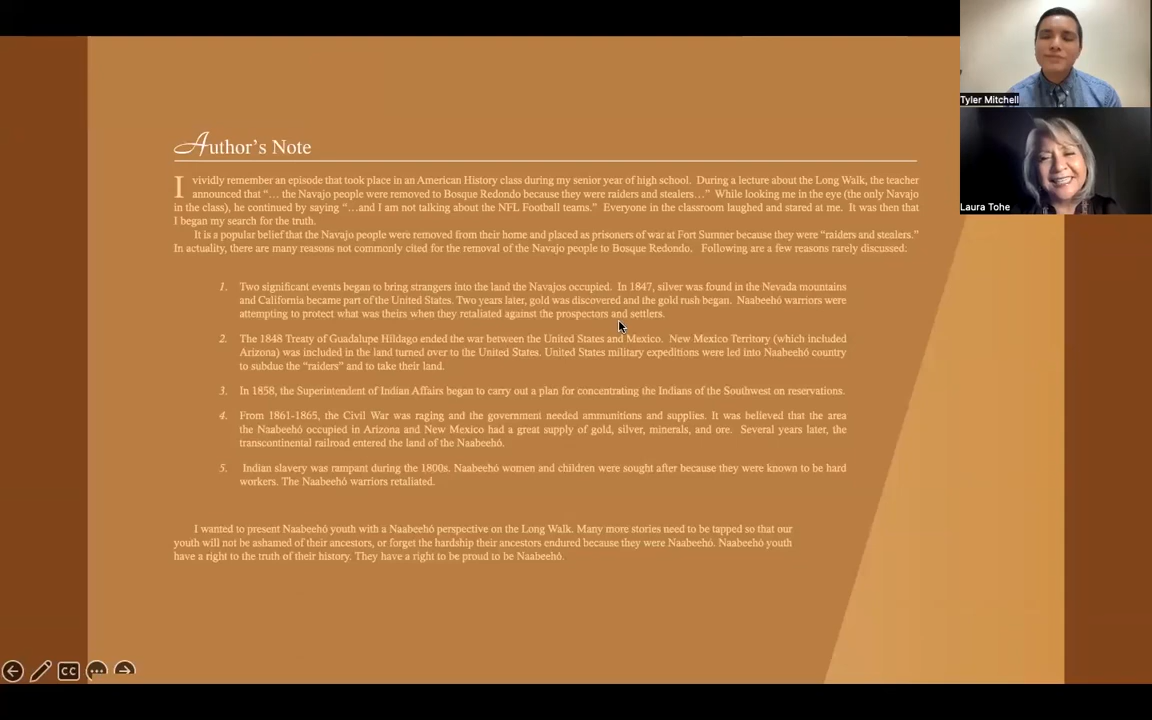 Tyler Mitchell
Laura Tohe
Author's Note
I vividly remember an episode that took place in an American History class during my senior year of high school. During a lecture about the Long Walk, the teacher
announced that “… the Navajo people were removed to Bosque Redondo because they were raiders and stealers…” While looking me in the eye (the only Navajo
in the class), he continued by saying “…and I am not talking about the NFL Football teams.” Everyone in the classroom laughed and stared at me. It was then that
I began my search for the truth.
It is a popular belief that the Navajo people were removed from their home and placed as prisoners of war at Fort Sumner because they were “raiders and stealers.”
In actuality, there are many reasons not commonly cited for the removal of the Navajo people to Bosque Redondo. Following are a few reasons rarely discussed:
1. Two significant events began to bring strangers into the land the Navajos occupied. In 1847, silver was found in the Nevada mountains
and California became part of the United States. Two years later, gold was discovered and the gold rush began. Naabeehó warriors were
attempting to protect what was theirs when they retaliated against the prospectors and settlers.
2. The 1848 Treaty of Guadalupe Hildago ended the war between the United States and Mexico. New Mexico Territory (which included
Arizona) was included in the land turned over to the United States. United States military expeditions were led into Naabeehó country
to subdue the “raiders” and to take their land.
3. In 1858, the Superintendent of Indian Affairs began to carry out a plan for concentrating the Indians of the Southwest on reservations.
4. From 1861-1865, the Civil War was raging and the government needed ammunitions and supplies. It was believed that the area
the Naabeehó occupied in Arizona and New Mexico had a great supply of gold, silver, minerals, and ore. Several years later, the
transcontinental railroad entered the land of the Naabeehó.
5. Indian slavery was rampant during the 1800s. Naabeehó women and children were sought after because they were known to be hard
workers. The Naabeehó warriors retaliated.
I wanted to present Naabeehó youth with a Naabeehó perspective on the Long Walk. Many more stories need to be tapped so that our
youth will not be ashamed of their ancestors, or forget the hardship their ancestors endured because they were Naabeehó. Naabeehó youth
have a right to the truth of their history. They have a right to be proud to be Naabeehó.
CC